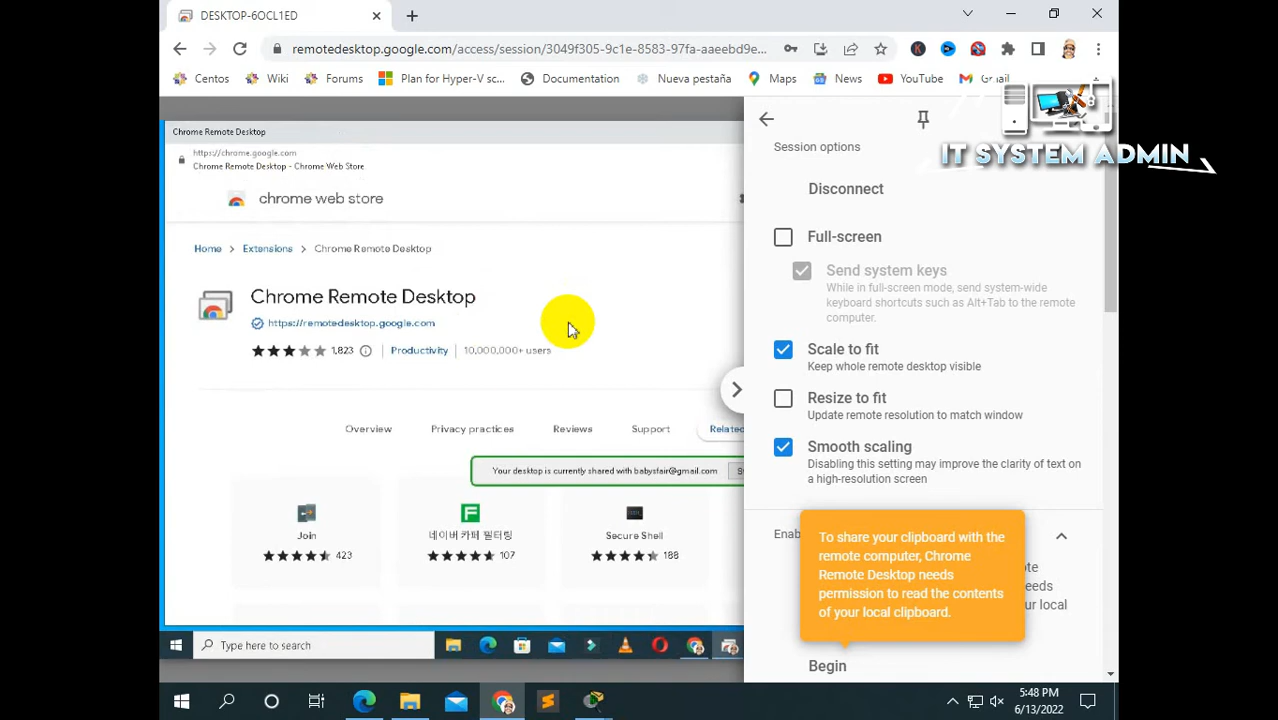 DESKTOP-6OCL1ED
remotedesktop.google.com/access/session/3049f305-9c1e-8583-97fa-aaeebd9e...
Centos
Wiki
Forums
Plan for Hyper-V sc...
Documentation
Nueva pestaña
Maps
News
YouTube
Gmail
IT SYSTEM ADMIN
Chrome Remote Desktop
https://chrome.google.com
Chrome Remote Desktop - Chrome Web Store
chrome web store
Home > Extensions > Chrome Remote Desktop
Chrome Remote Desktop
https://remotedesktop.google.com
1,823
Productivity
10,000,000+ users
Overview
Privacy practices
Reviews
Support
Your desktop is currently shared with babysfair@gmail.com
Join
423
네이버 카페 필터링
107
Secure Shell
188
Type here to search
Session options
Disconnect
Full-screen
Send system keys
While in full-screen mode, send system-wide
keyboard shortcuts such as Alt+Tab to the remote
computer.
Scale to fit
Keep whole remote desktop visible
Resize to fit
Update remote resolution to match window
Smooth scaling
Disabling this setting may improve the clarity of text on
a high-resolution screen
To share your clipboard with the
remote computer, Chrome
Remote Desktop needs
permission to read the contents
of your local clipboard.
Begin
5:48 PM
6/13/2022